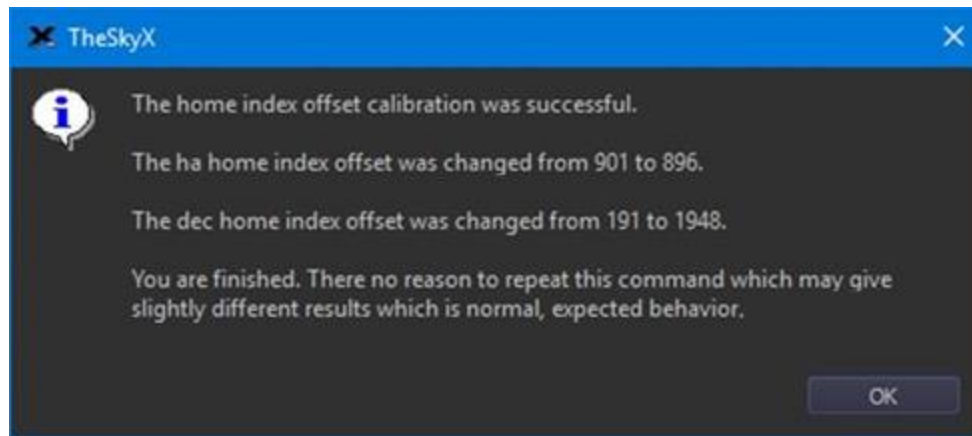 TheSkyX
The home index offset calibration was successful.
The ha home index offset was changed from 901 to 896.
The dec home index offset was changed from 191 to 1948.
You are finished. There no reason to repeat this command which may give
slightly different results which is normal, expected behavior.
OK